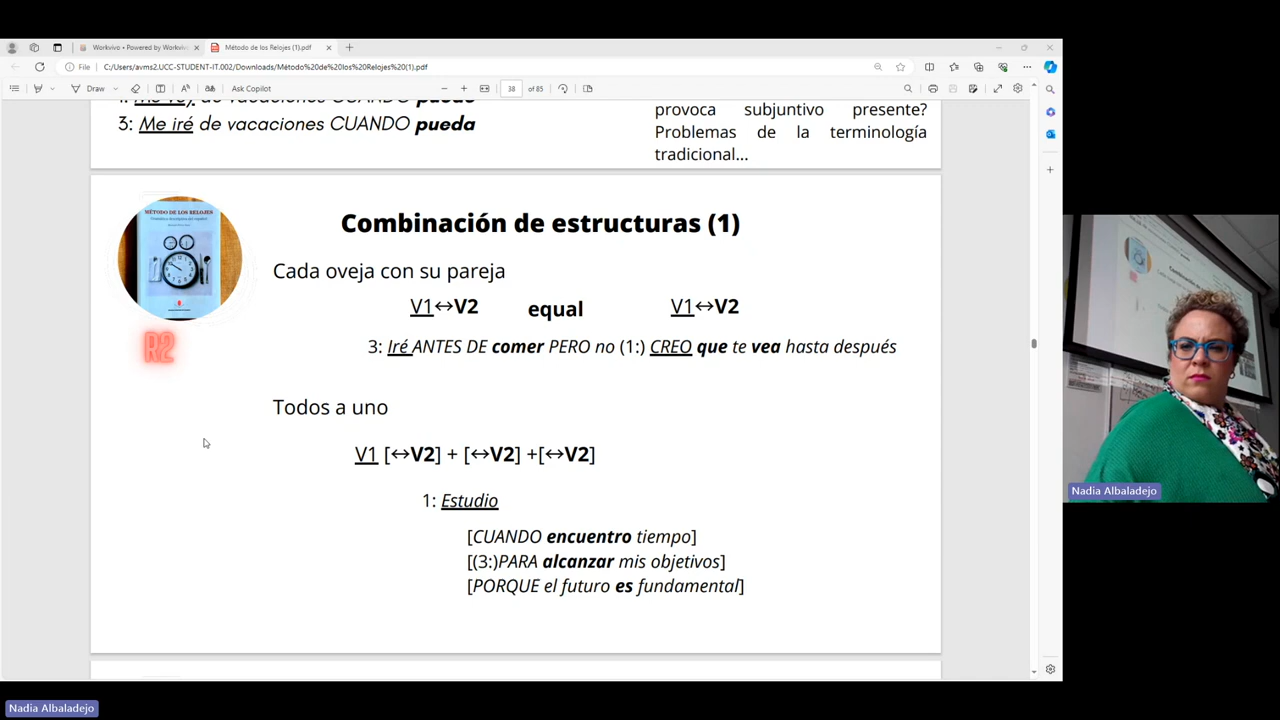 Workvivo • Powered by Workvivo
Método de los Relojes (1).pdf
File
C:/Users/avms2.UCC-STUDENT-IT.002/Downloads/Método%20de%20los%20Relojes%20(1).pdf
Draw
Ask Copilot
38 of 85
3: Me iré de vacaciones CUANDO pueda
provoca subjuntivo presente?
Problemas de la terminología
tradicional...
MÉTODO DE LOS RELOJES
R2
Combinación de estructuras (1)
Cada oveja con su pareja
V1↔V2 equal V1↔V2
3: Iré ANTES DE comer PERO no (1:) CREO que te vea hasta después
Todos a uno
V1 [↔V2] + [↔V2] +[↔V2]
1: Estudio
[CUANDO encuentro tiempo]
[(3:)PARA alcanzar mis objetivos]
[PORQUE el futuro es fundamental]
Nadia Albaladejo
Nadia Albaladejo